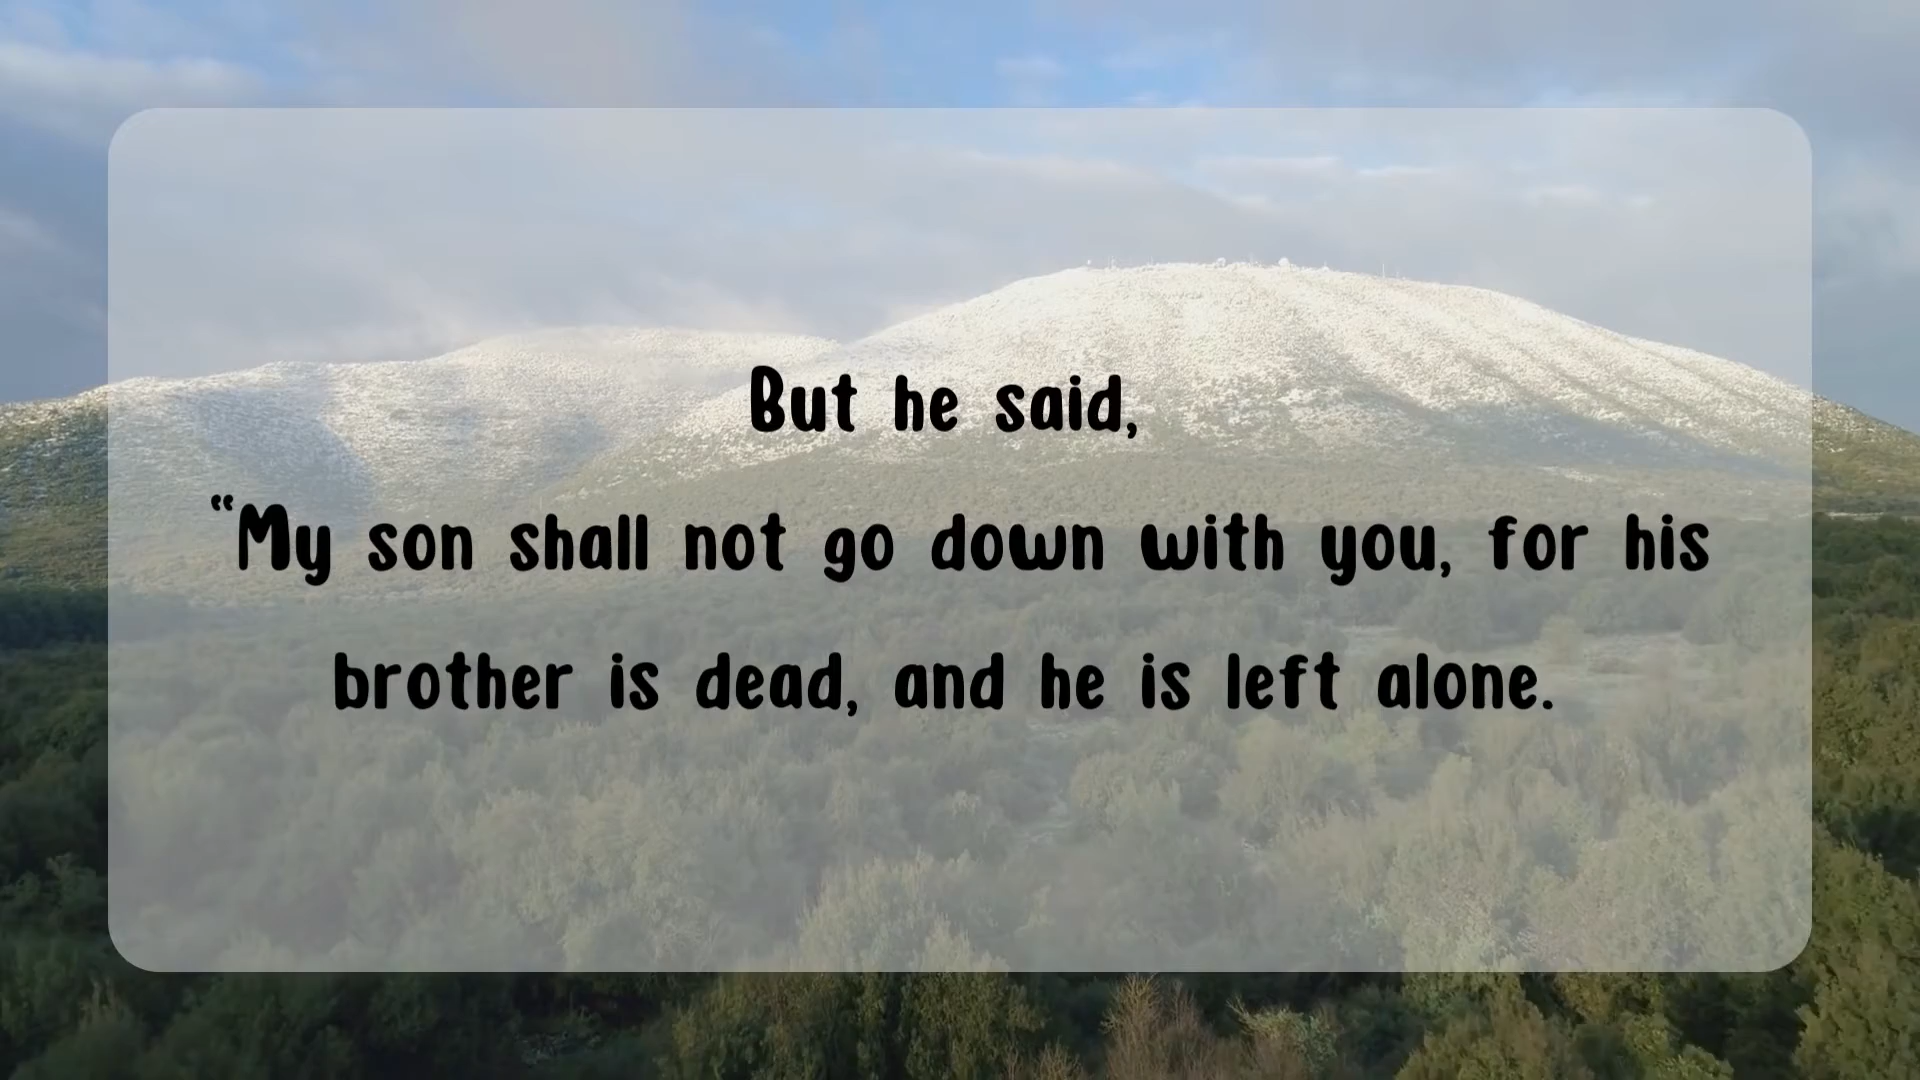 But he said,
“My son shall not go down with you, for his
brother is dead, and he is left alone.